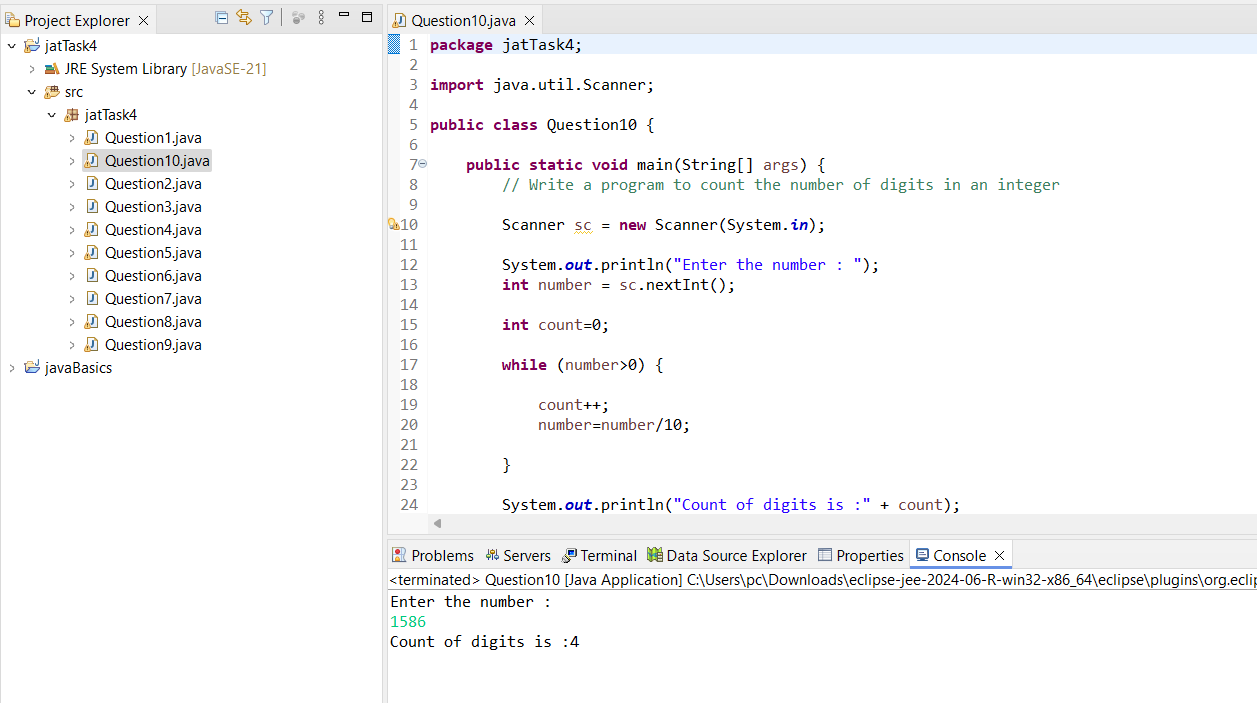 Project Explorer
jatTask4
JRE System Library [JavaSE-21]
src
jatTask4
Question1.java
Question10.java
Question2.java
Question3.java
Question4.java
Question5.java
Question6.java
Question7.java
Question8.java
Question9.java
javaBasics
Question10.java
1 package jatTask4;
2
3 import java.util.Scanner;
4
5 public class Question10 {
6
7 public static void main(String[] args) {
8 // Write a program to count the number of digits in an integer
9
10 Scanner sc = new Scanner(System.in);
11
12 System.out.println("Enter the number : ");
13 int number = sc.nextInt();
14
15 int count=0;
16
17 while (number>0) {
18
19 count++;
20 number=number/10;
21
22 }
23
24 System.out.println("Count of digits is :" + count);
Problems Servers Terminal Data Source Explorer Properties Console
<terminated> Question10 [Java Application] C:\Users\pc\Downloads\eclipse-jee-2024-06-R-win32-x86_64\eclipse\plugins\org.eclip
Enter the number :
1586
Count of digits is :4